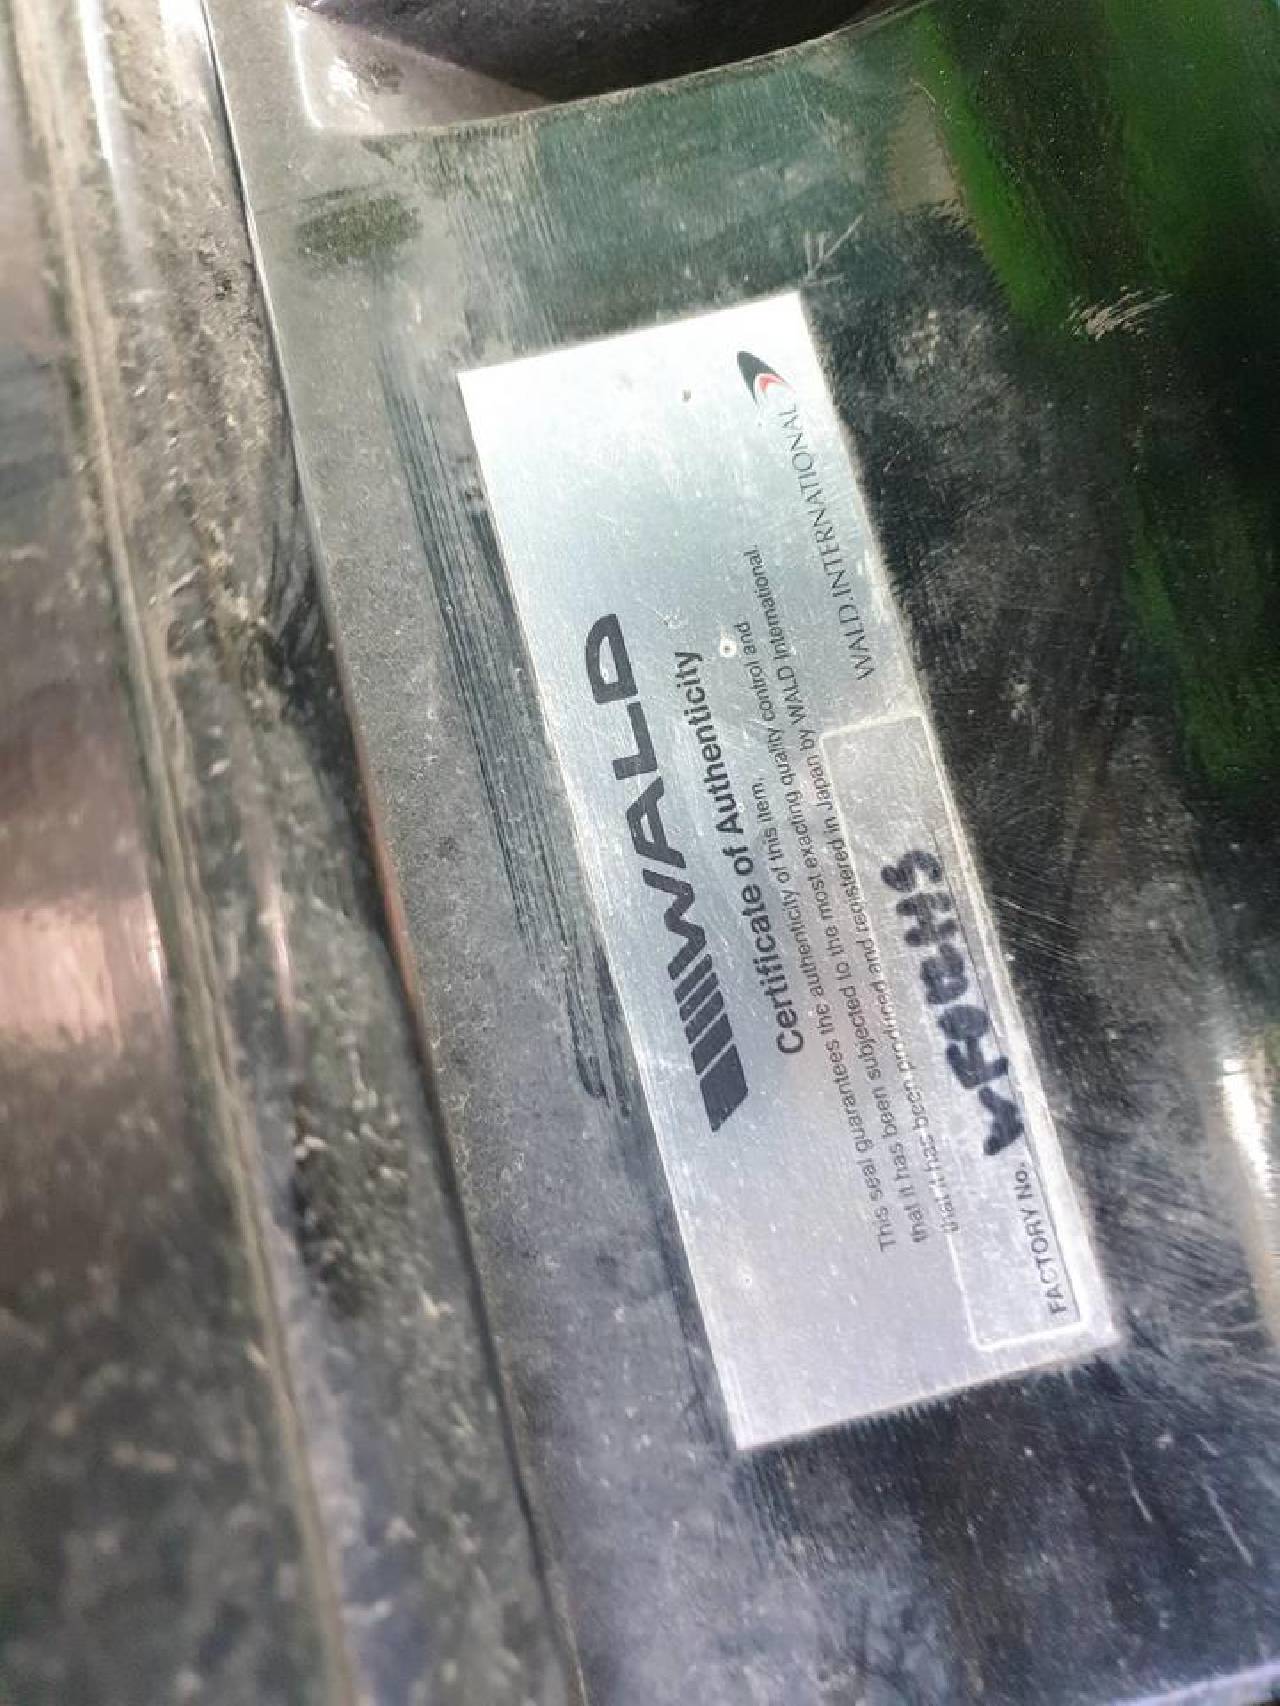 WALD
Certificate of Authenticity
This seal guarantees the authenticity of this item,
that it has been subjected to the most exacting quality control and
that it has been produced and registered in Japan by WALD International.
FACTORY No.
WALD.INTERNATIONAL